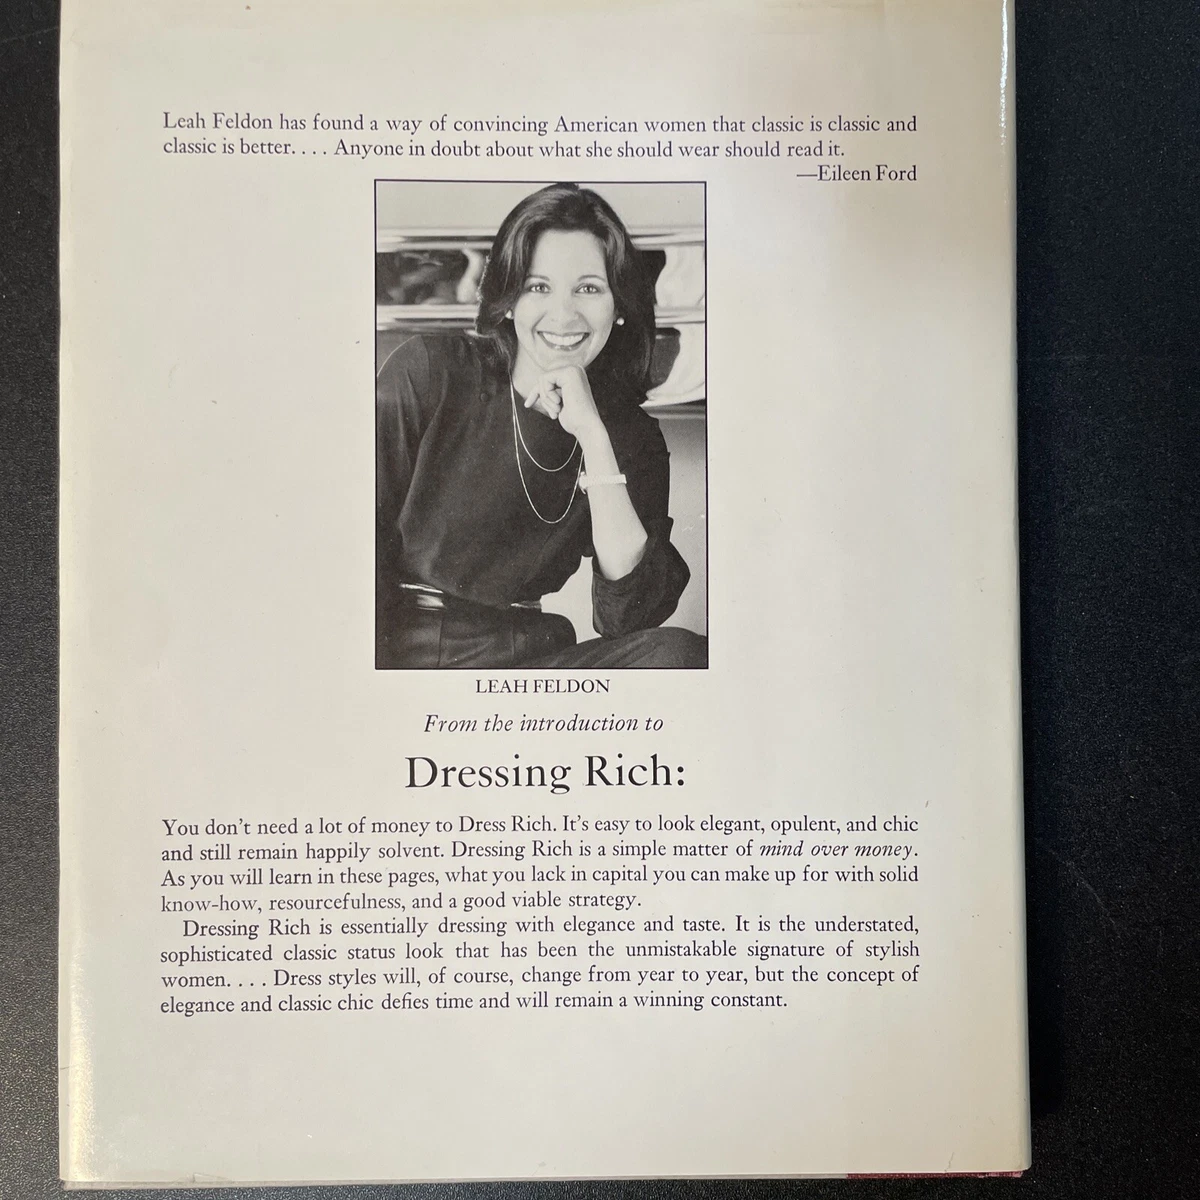 Leah Feldon has found a way of convincing American women that classic is classic and
classic is better. . . . Anyone in doubt about what she should wear should read it.
—Eileen Ford
LEAH FELDON
From the introduction to
Dressing Rich:
You don't need a lot of money to Dress Rich. It's easy to look elegant, opulent, and chic
and still remain happily solvent. Dressing Rich is a simple matter of mind over money.
As you will learn in these pages, what you lack in capital you can make up for with solid
know-how, resourcefulness, and a good viable strategy.
Dressing Rich is essentially dressing with elegance and taste. It is the understated,
sophisticated classic status look that has been the unmistakable signature of stylish
women. . . . Dress styles will, of course, change from year to year, but the concept of
elegance and classic chic defies time and will remain a winning constant.